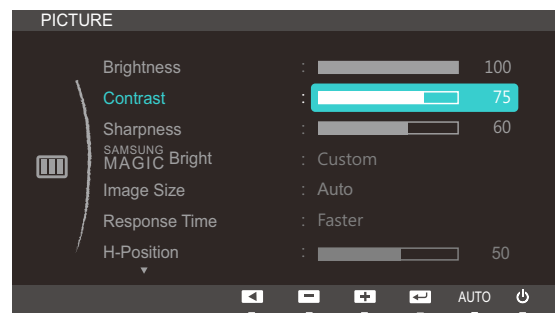 PICTURE
Brightness : 100
Contrast : 75
Sharpness : 60
SAMSUNG
MAGIC Bright : Custom
Image Size : Auto
Response Time : Faster
H-Position : 50
AUTO